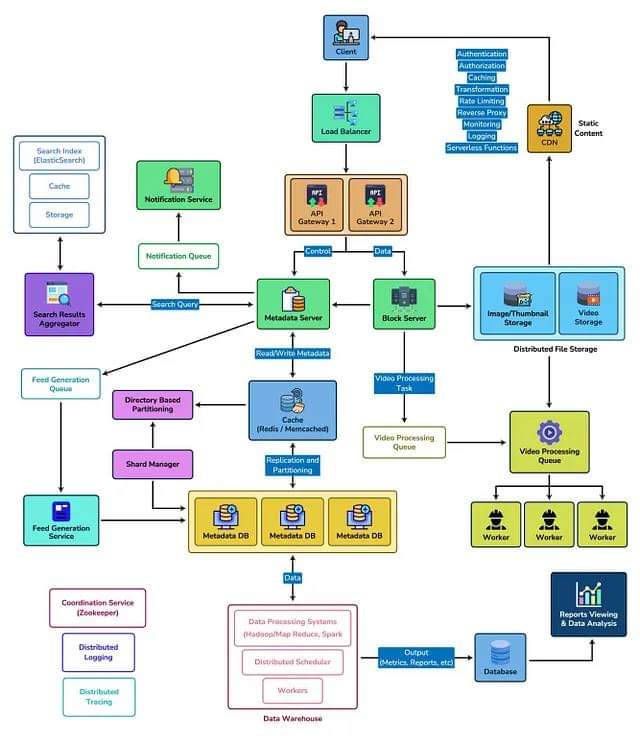 Client
Authentication
Authorization
Caching
Transformation
Rate Limiting
Reverse Proxy
Monitoring
Logging
Serverless Functions
CDN
Static
Content
Load Balancer
Search Index
(ElasticSearch)
Cache
Storage
Notification Service
API
API
API
Gateway 1
API
Gateway 2
Notification Queue
Control
Data
Search Results
Aggregator
Search Query
Metadata Server
Block Server
Image/Thumbnail
Storage
Video
Storage
Distributed File Storage
Read/Write Metadata
Feed Generation
Queue
Directory Based
Partitioning
Cache
(Redis / Memcached)
Video Processing
Task
Video Processing
Queue
Video Processing
Queue
Shard Manager
Replication and
Partitioning
Feed Generation
Service
Metadata DB
Metadata DB
Metadata DB
Worker
Worker
Worker
Data
Coordination Service
(Zookeeper)
Distributed
Logging
Distributed
Tracing
Data Processing Systems
(Hadoop/Map Reduce, Spark
Distributed Scheduler
Workers
Data Warehouse
Output
(Metrics, Reports, etc)
Database
Reports Viewing
& Data Analysis